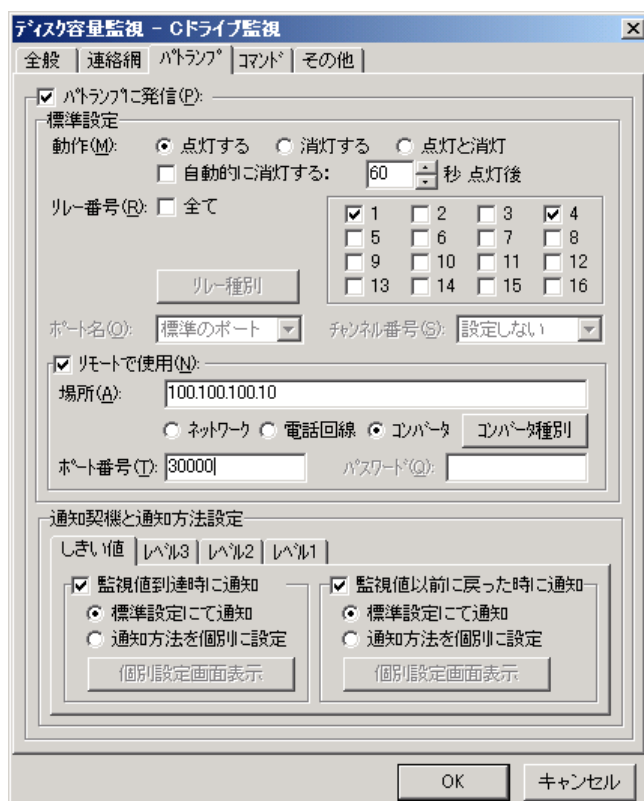 ﾃﾞｨｽｸ容量監視 - Cドライブ監視
全般 連絡網 ﾊﾟﾄﾗﾝﾌﾟ ｺﾏﾝﾄﾞ その他
ﾊﾟﾄﾗﾝﾌﾟに発信(P):
標準設定
動作(M): 点灯する 消灯する 点灯と消灯
自動的に消灯する: 60 秒 点灯後
ﾘﾚｰ番号(R): 全て
1 2 3 4
5 6 7 8
9 10 11 12
13 14 15 16
ﾘﾚｰ種別
ﾎﾟｰﾄ名(O): 標準のﾎﾟｰﾄ ﾁｬﾝﾈﾙ番号(S): 設定しない
ﾘﾓｰﾄで使用(N):
場所(A): 100.100.100.10
ﾈｯﾄﾜｰｸ 電話回線 ｺﾝﾊﾞｰﾀ ｺﾝﾊﾞｰﾀ種別
ﾎﾟｰﾄ番号(T): 30000 ﾊﾟｽﾜｰﾄﾞ(Q):
通知契機と通知方法設定
しきい値 ﾚﾍﾞﾙ3 ﾚﾍﾞﾙ2 ﾚﾍﾞﾙ1
監視値到達時に通知 監視値以前に戻った時に通知
標準設定にて通知 標準設定にて通知
通知方法を個別に設定 通知方法を個別に設定
個別設定画面表示 個別設定画面表示
OK キャンセル